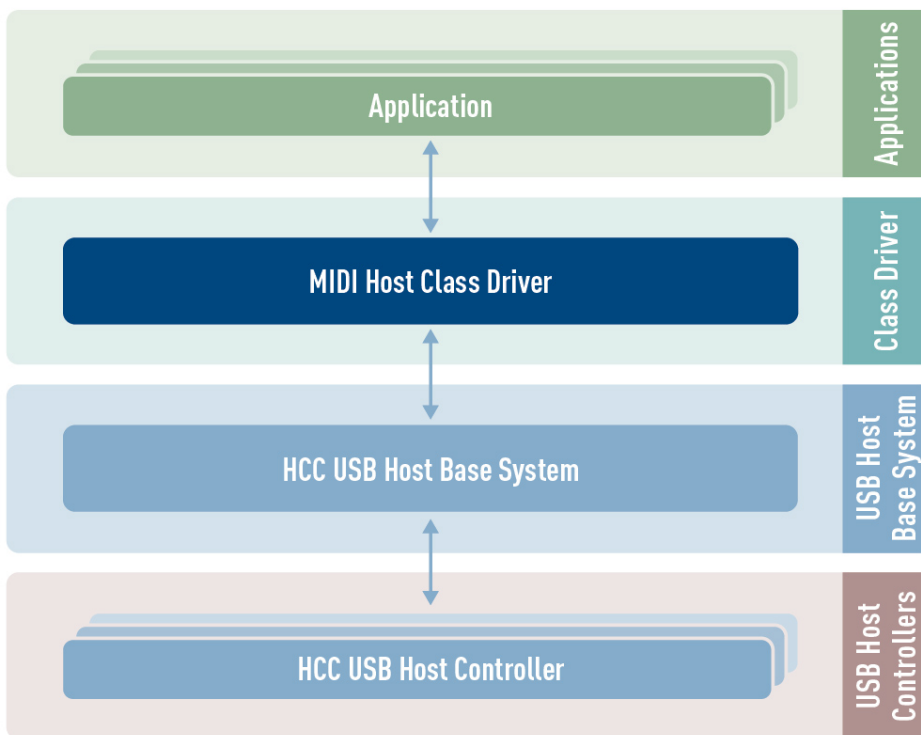 Application
Applications
MIDI Host Class Driver
Class Driver
HCC USB Host Base System
USB Host
Base System
HCC USB Host Controller
USB Host
Controllers